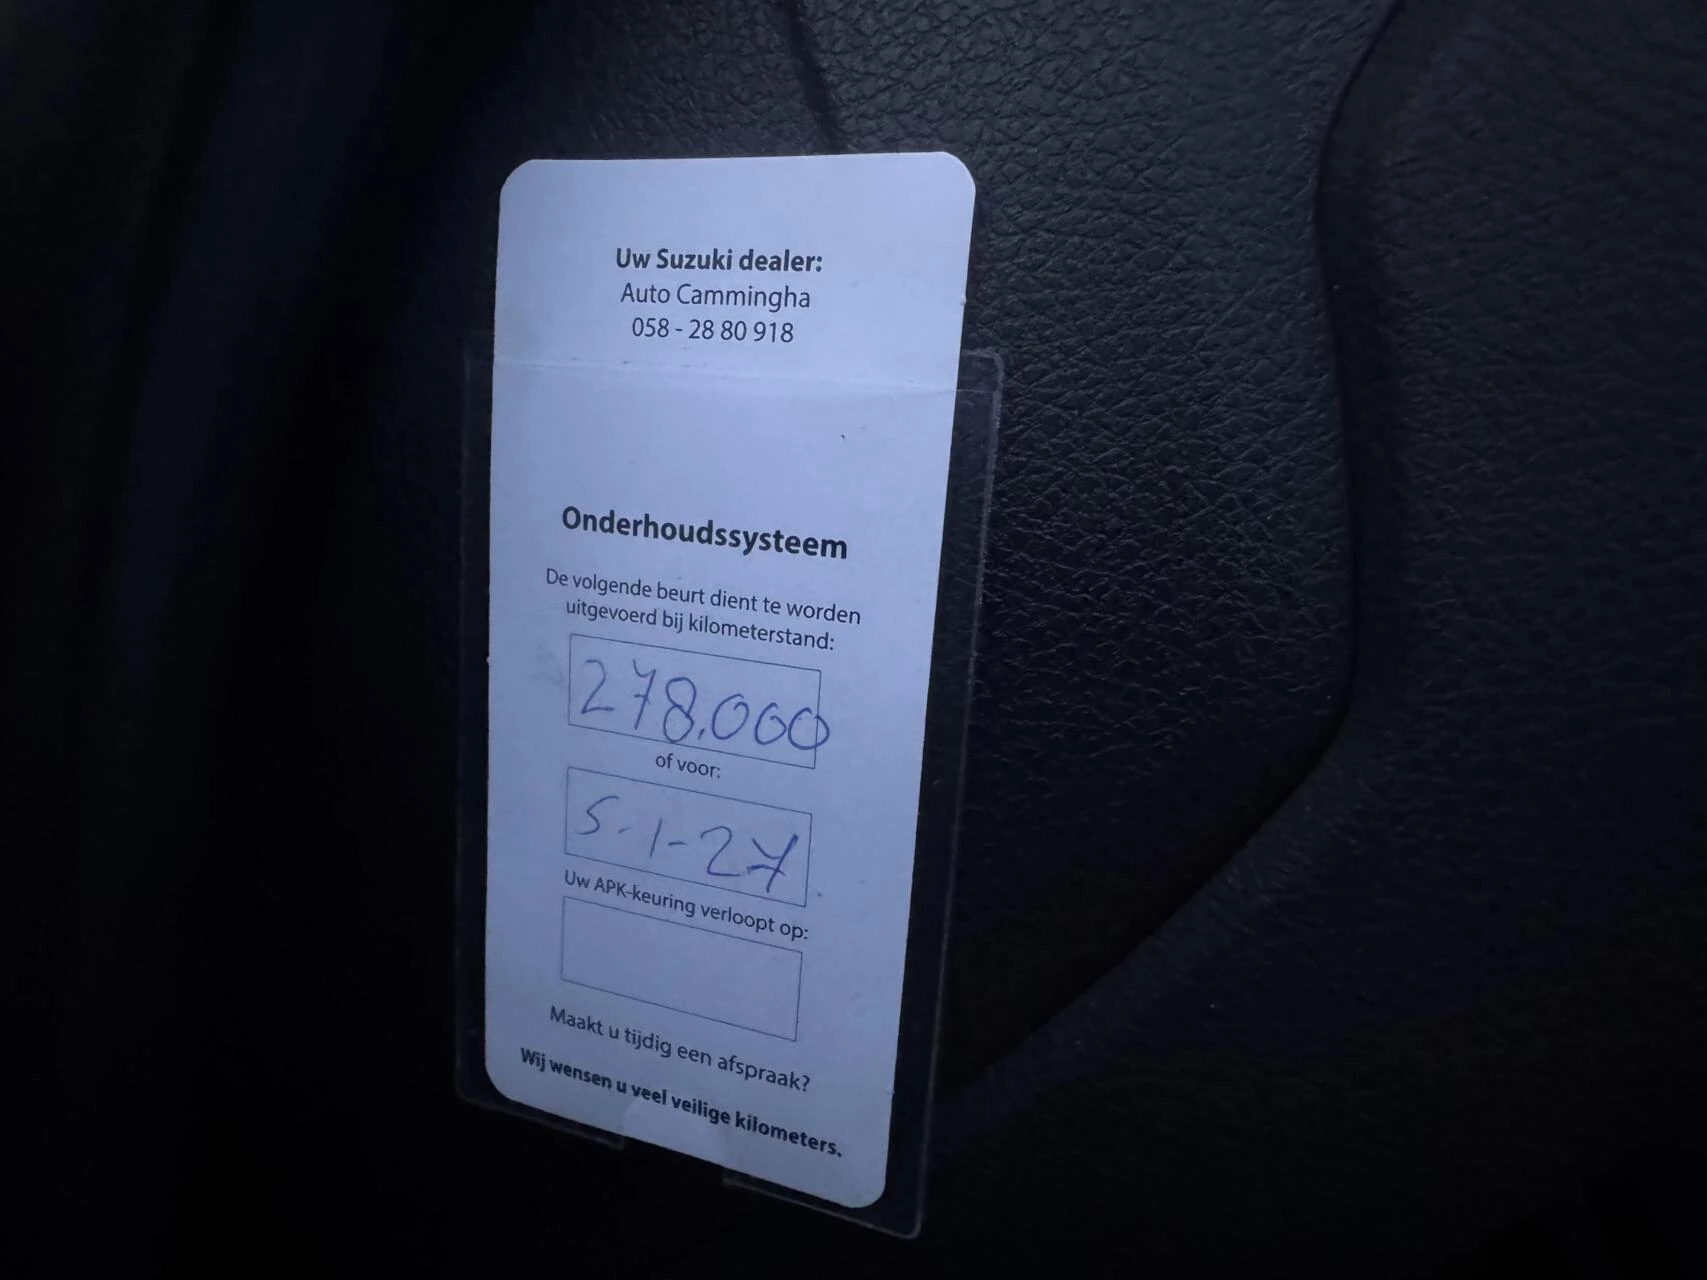 Uw Suzuki dealer:
Auto Cammingha
058 - 28 80 918
Onderhoudssysteem
De volgende beurt dient te worden
uitgevoerd bij kilometerstand:
278.000
of voor:
5-1-27
Uw APK-keuring verloopt op:
Maakt u tijdig een afspraak?
Wij wensen u veel veilige kilometers.